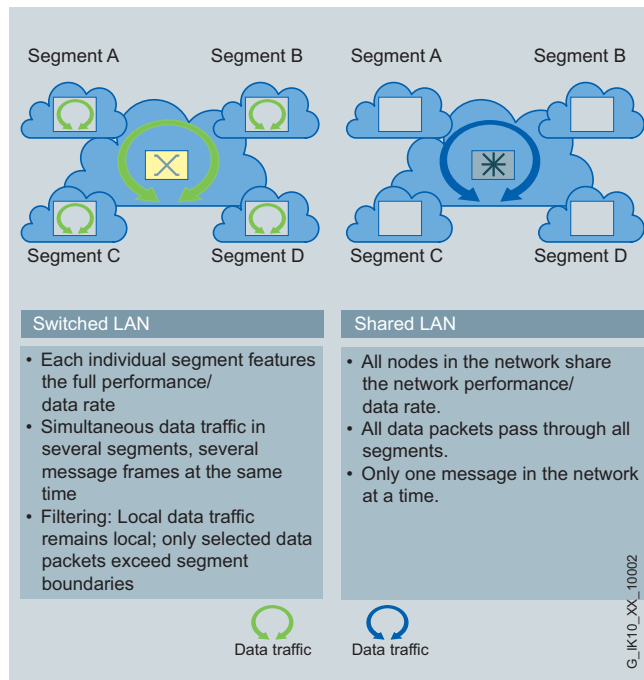 Segment A
Segment B
Segment C
Segment D
Segment A
Segment B
Segment C
Segment D
Switched LAN
• Each individual segment features
the full performance/
data rate
• Simultaneous data traffic in
several segments, several
message frames at the same
time
• Filtering: Local data traffic
remains local; only selected data
packets exceed segment
boundaries
Shared LAN
• All nodes in the network share
the network performance/
data rate.
• All data packets pass through all
segments.
• Only one message in the network
at a time.
Data traffic
Data traffic
G_IK10_XX_10002